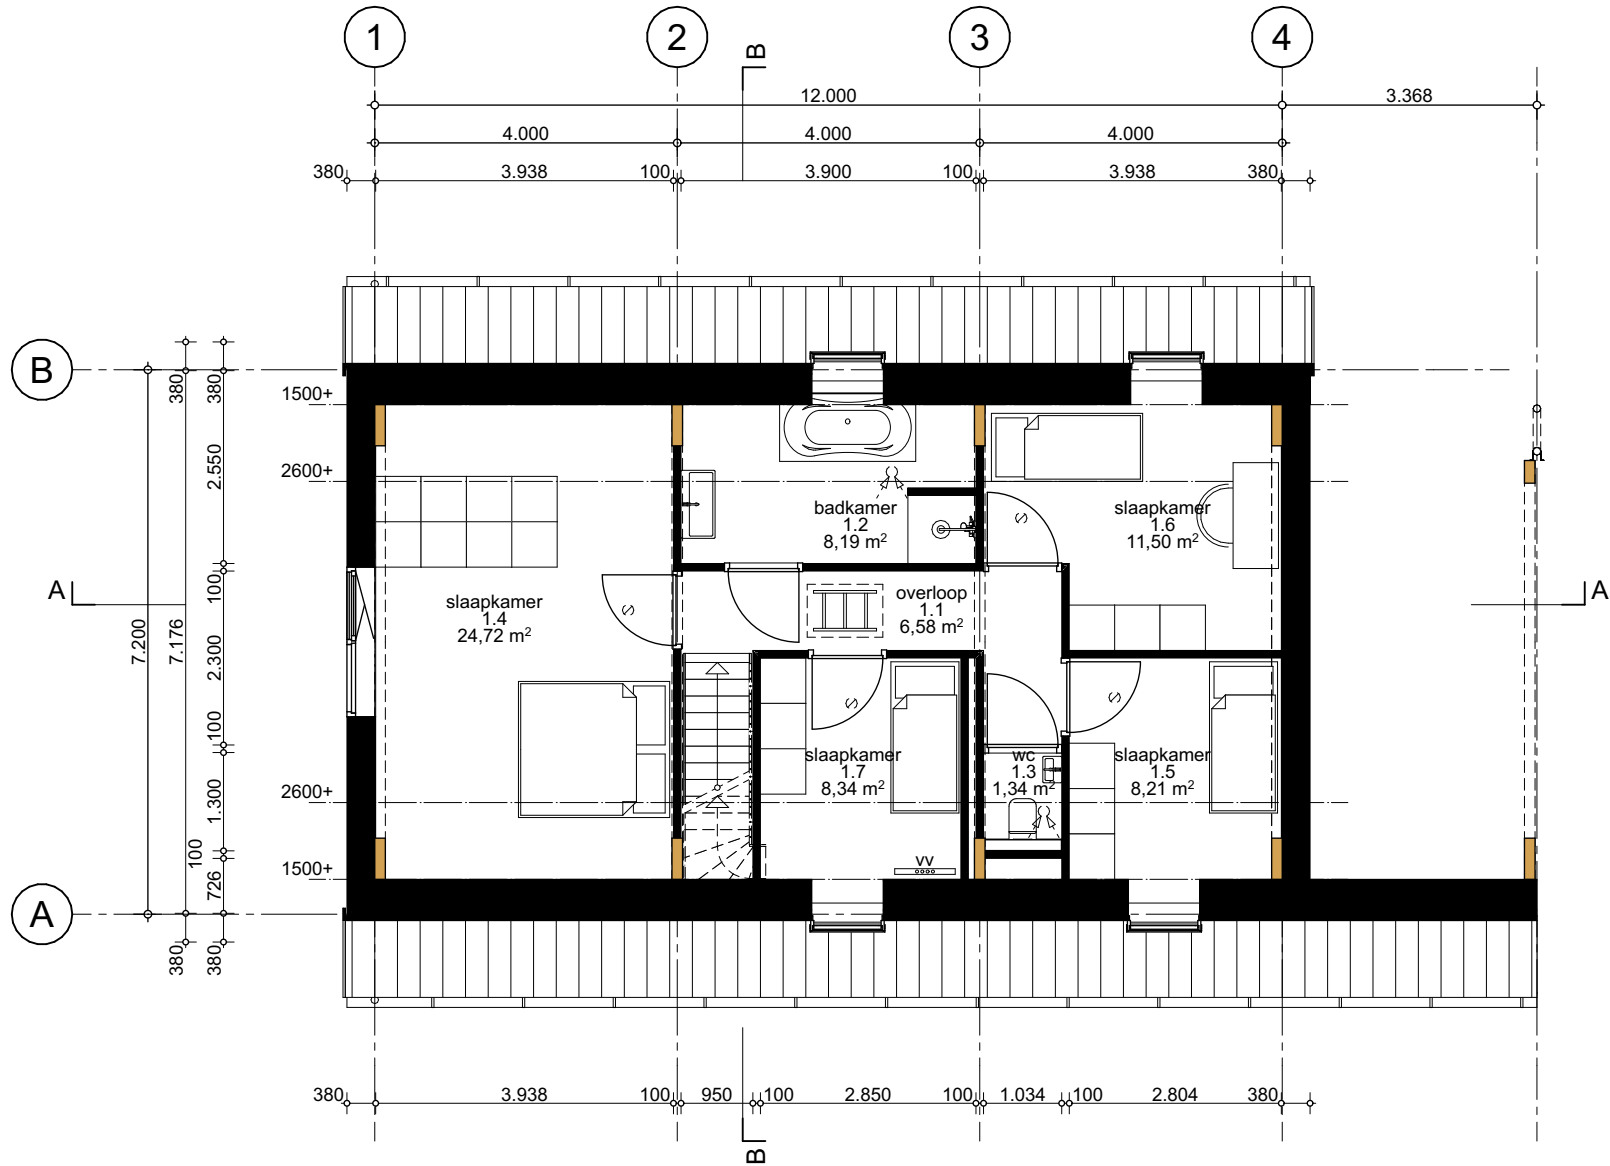 1 2 3 4
B
12.000 3.368
4.000 4.000 4.000
380 3.938 100 3.900 100 3.938 380
B
380 380
1500+
2.550
2600+
badkamer
1.2
8,19 m²
slaapkamer
1.6
11,50 m²
A
100
slaapkamer
1.4
24,72 m²
overloop
1.1
6,58 m²
A
7.200 7.176 2.300
100
slaapkamer
1.7
8,34 m²
wc
1.3
1,34 m²
slaapkamer
1.5
8,21 m²
2600+
1.300
100
vv
1500+
726
A
380 380
380 3.938 100 950 100 2.850 100 1.034 100 2.804 380
B